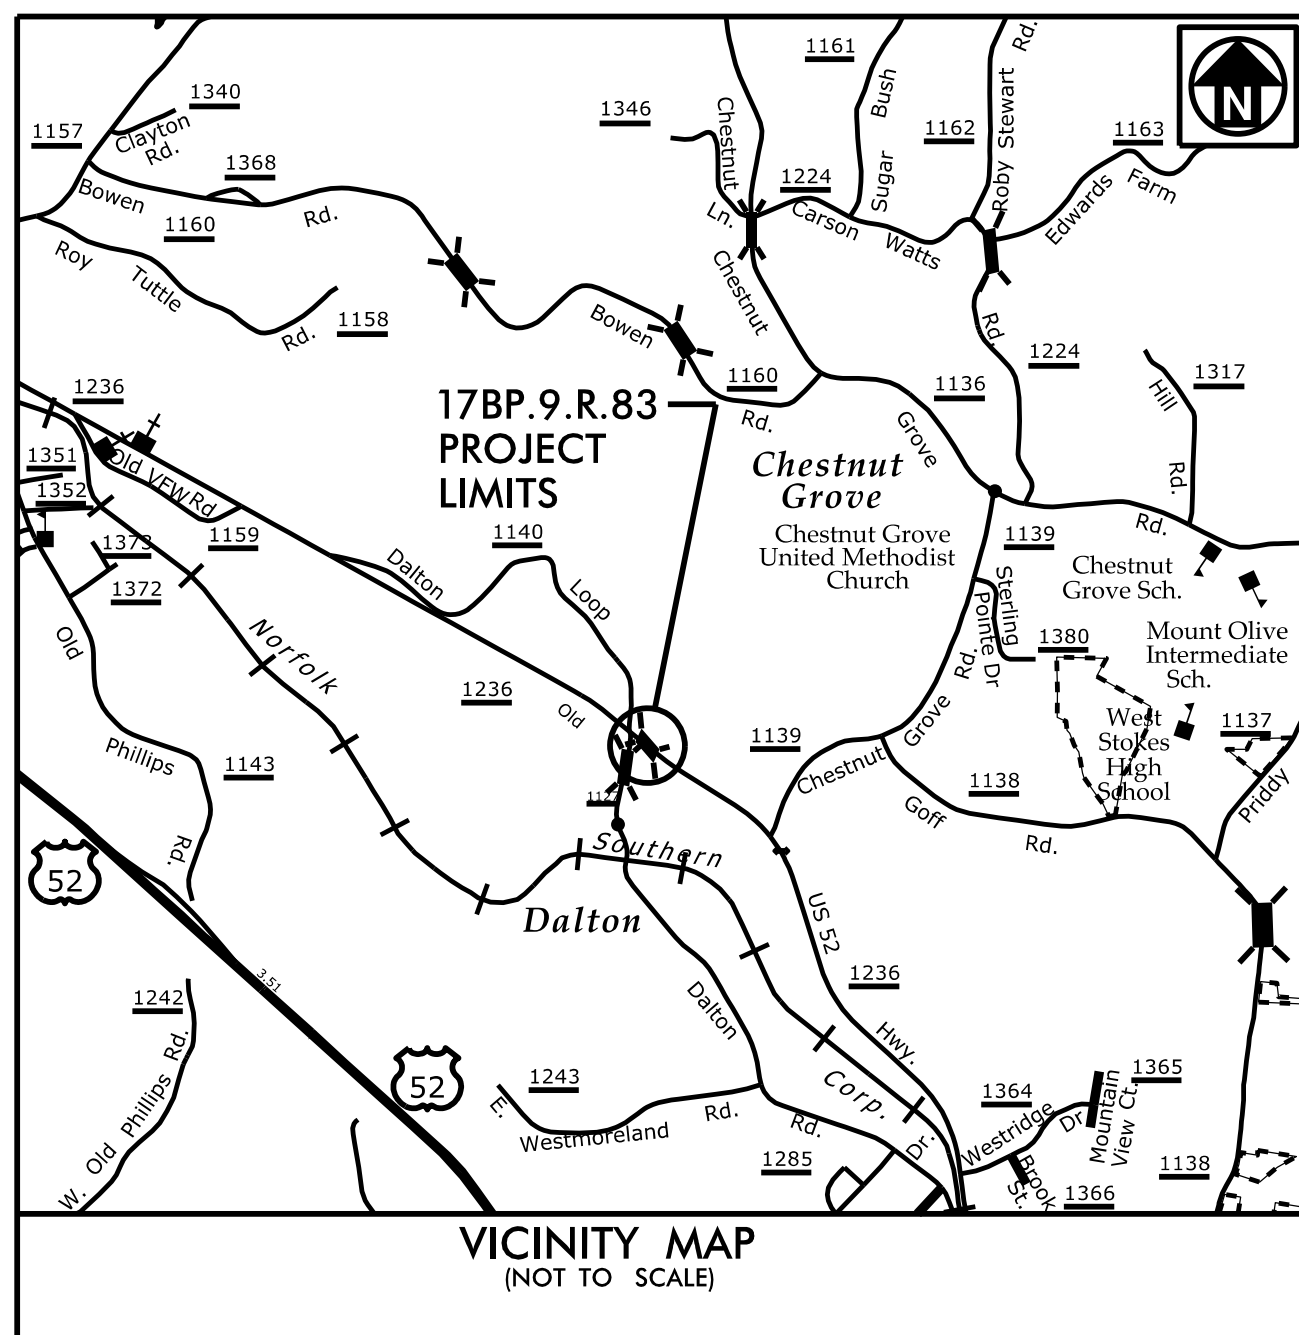 1161
Rd.
1340
1346
Chestnut
Ln.
Bush
Sugar
1162
Roby Stewart
1163
N
1157
Clayton
Rd.
1368
1224
Edwards
Farm
Bowen
1160
Rd.
Carson
Watts
Roy
Tuttle
Rd.
1158
Chestnut
Bowen
Rd.
1224
1236
1160
Rd.
1136
Hill
Rd.
1317
17BP.9.R.83
PROJECT
LIMITS
Grove
1351
1352
Old VFW Rd
Chestnut
Grove
Chestnut Grove
United Methodist
Church
Rd.
1373
1159
1140
1139
1372
Dalton
Loop
Sterling
Pointe Dr
Chestnut
Grove Sch.
Old
Norfolk
1380
Mount Olive
Intermediate
Sch.
1236
Old
Rd.
Grove
West
Stokes
High
School
1137
Phillips
1143
1139
Chestnut
1138
Priddy
1127
Goff
Rd.
Rd.
Southern
52
Dalton
US 52
3.51
1242
1236
Dalton
Hwy.
W. Old Phillips Rd.
52
1243
Corp.
1365
1364
E.
Westmoreland
Rd.
Rd.
Dr.
Westridge
Dr
Mountain
View Ct.
1285
Brook
St.
1138
1366
VICINITY MAP
(NOT TO SCALE)